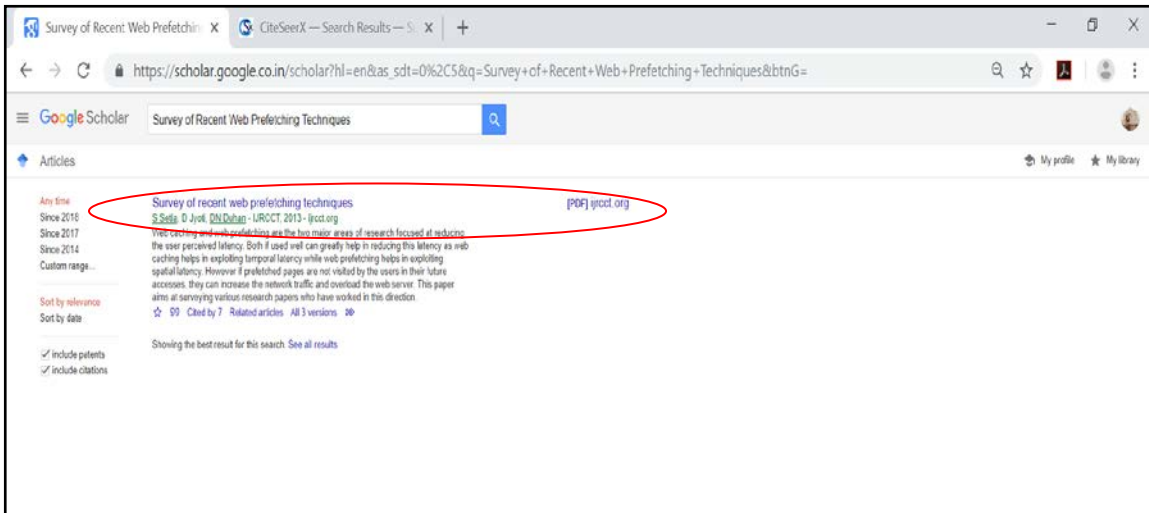 Survey of Recent Web Prefetchin X CiteSeerX — Search Results — S X +
https://scholar.google.co.in/scholar?hl=en&as_sdt=0%2C5&q=Survey+of+Recent+Web+Prefetching+Techniques&btnG=
Google Scholar Survey of Recent Web Prefetching Techniques
Articles My profile My library
Any time
Since 2018
Since 2017
Since 2014
Custom range...
Sort by relevance
Sort by date
include patents
include citations
Survey of recent web prefetching techniques [PDF] ijrcct.org
S Setia, D Jyoti, DN Duhan - IJRCCT, 2013 - ijrcct.org
Web caching and web prefetching are the two major areas of research focused at reducing
the user perceived latency. Both if used well can greatly help in reducing this latency as web
caching helps in exploiting temporal latency while web prefetching helps in exploiting
spatial latency. However if prefetched pages are not visited by the users in their future
accesses, they can increase the network traffic and overload the web server. This paper
aims at surveying various research papers who have worked in this direction.
Cited by 7 Related articles All 3 versions
Showing the best result for this search. See all results